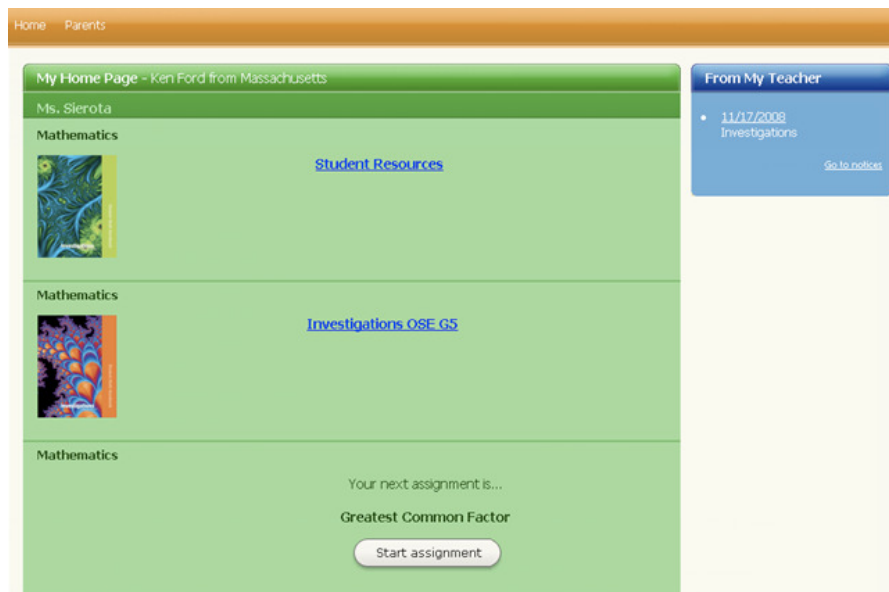 Home Parents
My Home Page - Ken Ford from Massachusetts
Ms. Sierota
Mathematics
Student Resources
Mathematics
Investigations OSE G5
Mathematics
Your next assignment is...
Greatest Common Factor
Start assignment
From My Teacher
11/17/2008
Investigations
Go to notices